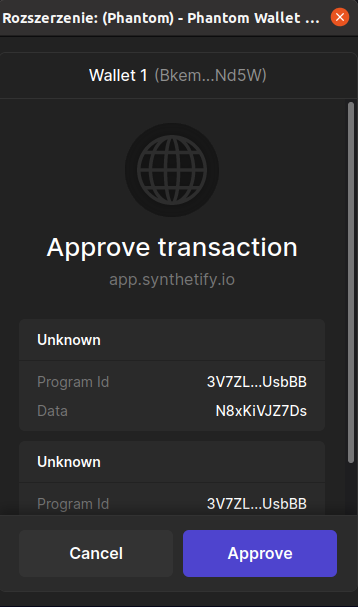 Rozszerzenie: (Phantom) - Phantom Wallet ...
Wallet 1 (Bkem...Nd5W)
Approve transaction
app.synthetify.io
Unknown
Program Id 3V7ZL...UsbBB
Data N8xKiVJZ7Ds
Unknown
Program Id 3V7ZL...UsbBB
Cancel Approve